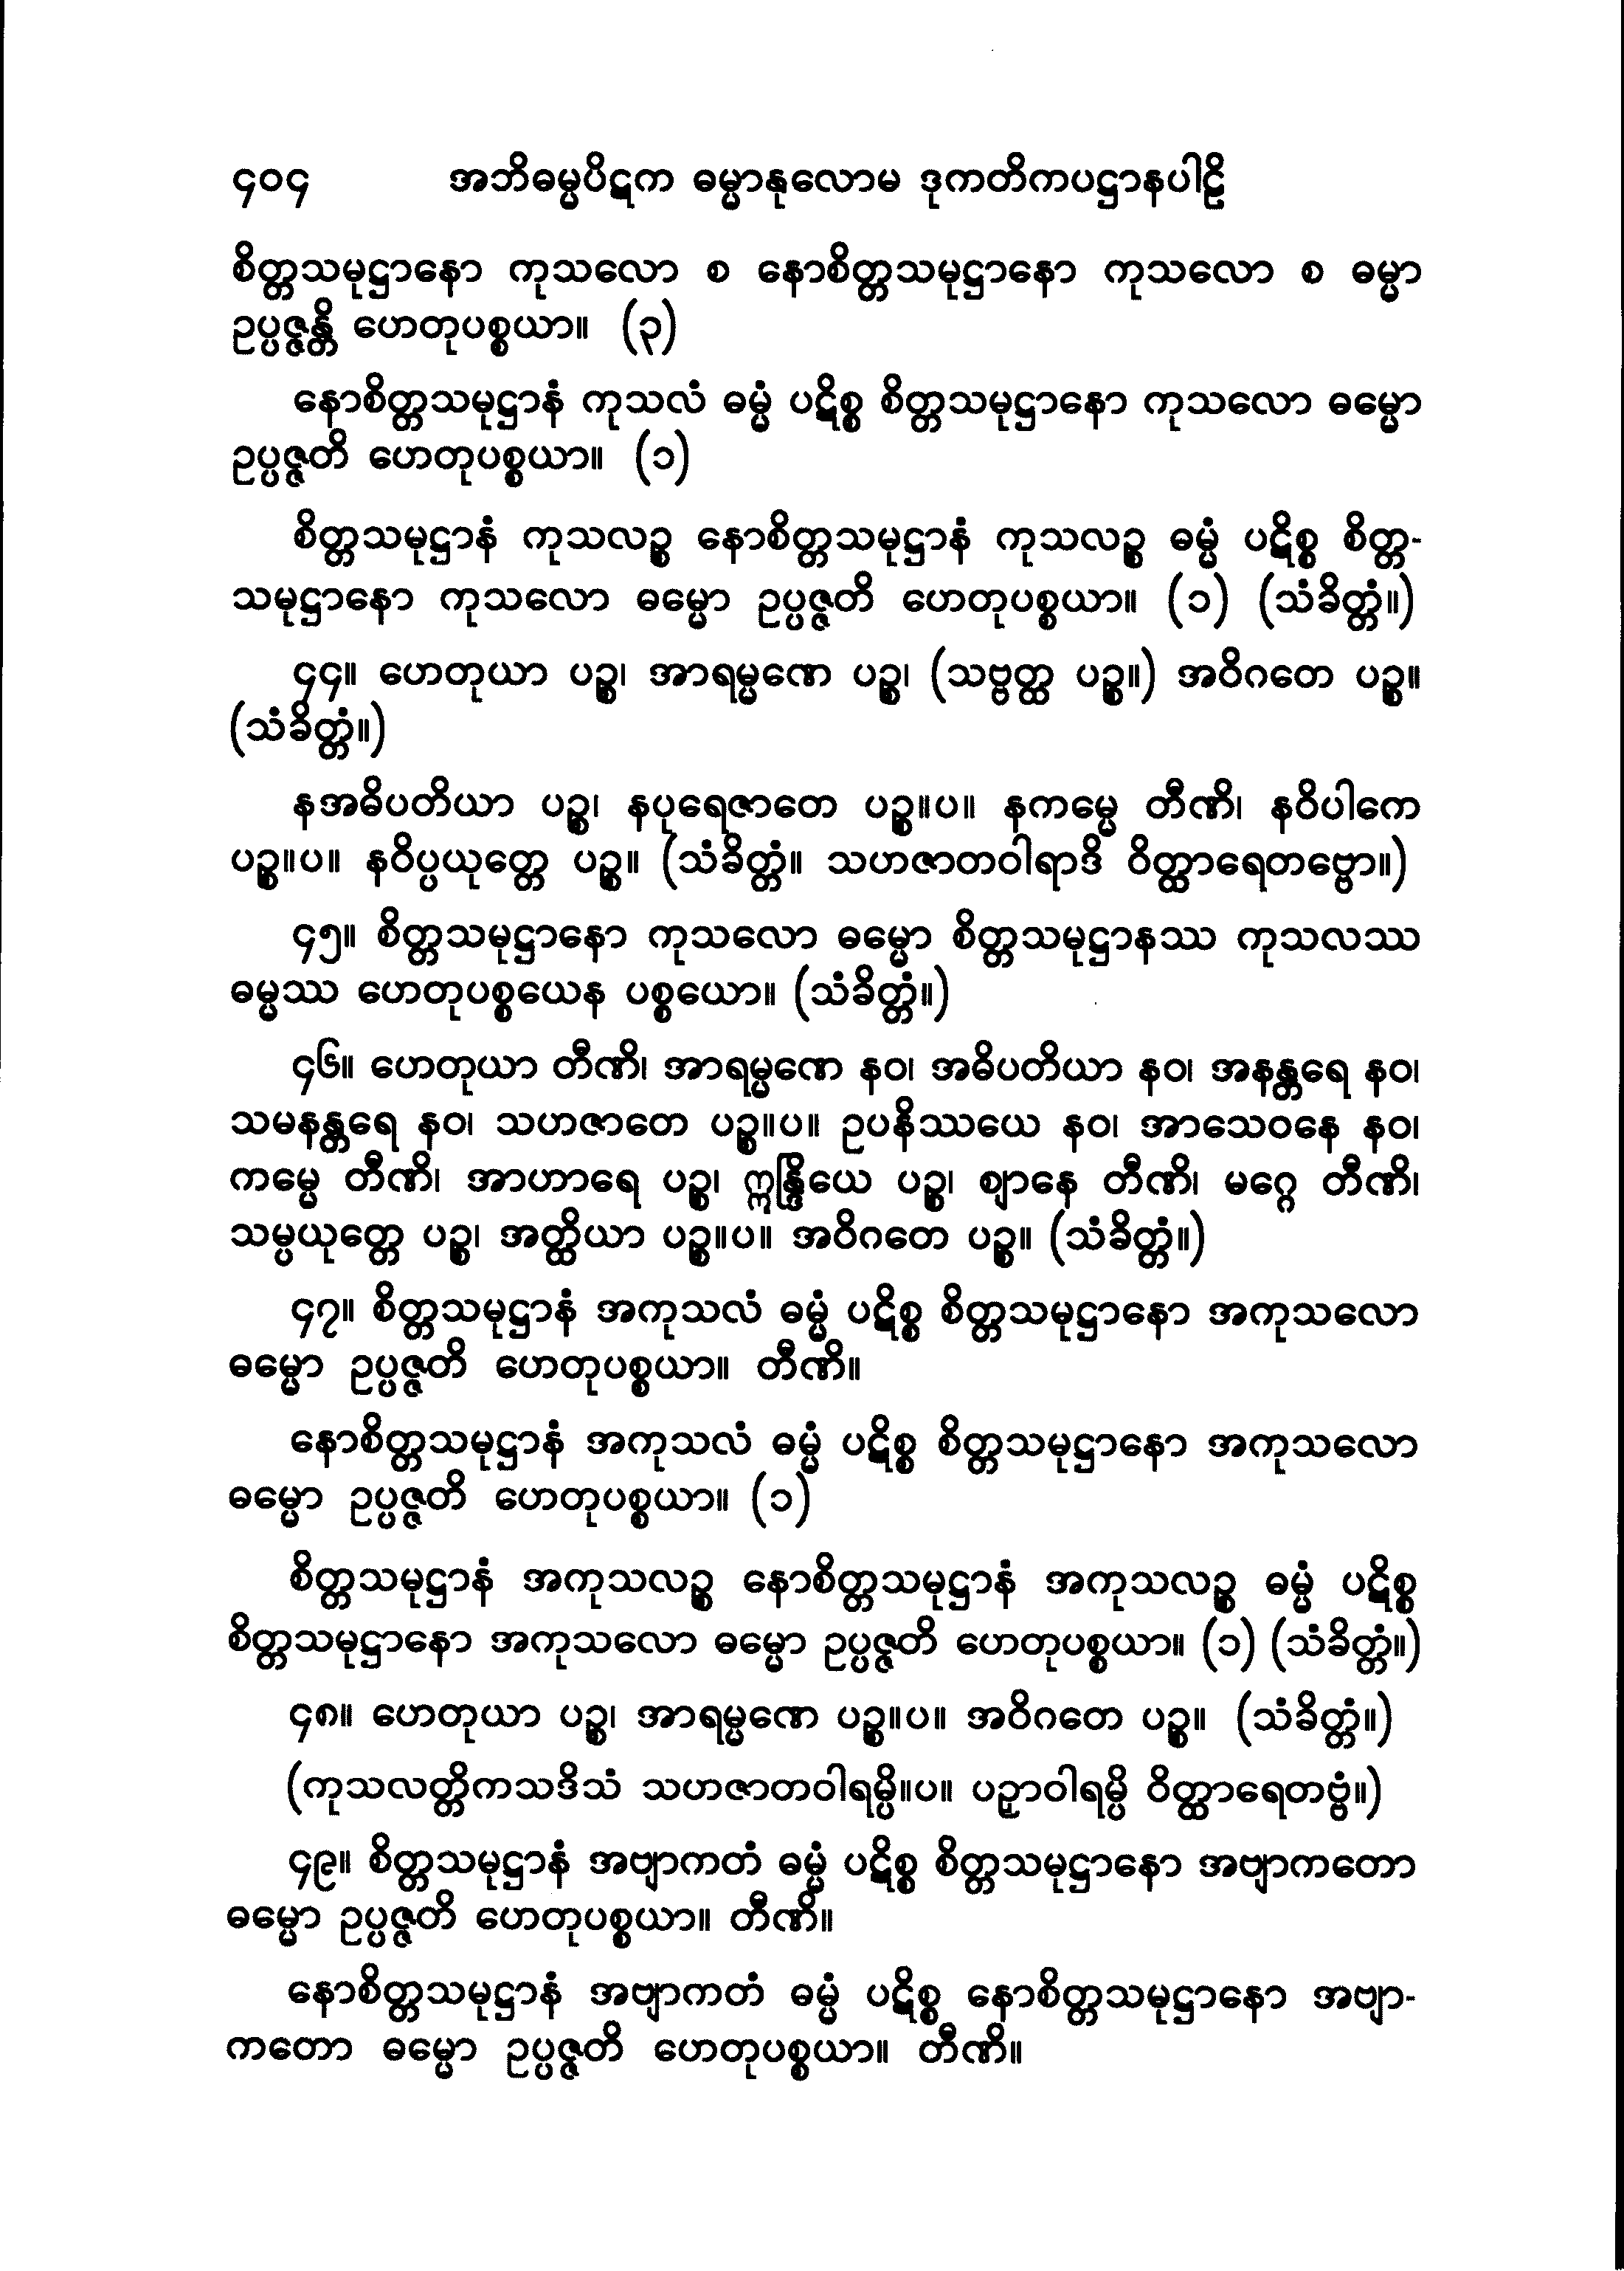 ၄၀၄ အဘိဓမ္မပိဋက ဓမ္မာနုလောမ ဒုကတိကပဋ္ဌာနပါဠိ
စိတ္တသမုဋ္ဌာနော ကုသလော စ နောစိတ္တသမုဋ္ဌာနော ကုသလော စ ဓမ္မာ
ဥပ္ပဇ္ဇန္တိ ဟေတုပစ္စယာ။ (၃)
နောစိတ္တသမုဋ္ဌာနံ ကုသလံ ဓမ္မံ ပဋိစ္စ စိတ္တသမုဋ္ဌာနော ကုသလော ဓမ္မော
ဥပ္ပဇ္ဇတိ ဟေတုပစ္စယာ။ (၁)
စိတ္တသမုဋ္ဌာနံ ကုသလဉ္စ နောစိတ္တသမုဋ္ဌာနံ ကုသလဉ္စ ဓမ္မံ ပဋိစ္စ စိတ္တ-
သမုဋ္ဌာနော ကုသလော ဓမ္မော ဥပ္ပဇ္ဇတိ ဟေတုပစ္စယာ။ (၁) (သံခိတ္တံ။)
၄၄။ ဟေတုယာ ပဉ္စ၊ အာရမ္မဏေ ပဉ္စ၊ (သဗ္ဗတ္ထ ပဉ္စ။) အဝိဂတေ ပဉ္စ။
(သံခိတ္တံ။)
နအဓိပတိယာ ပဉ္စ၊ နပုရေဇာတေ ပဉ္စ။ပ။ နကမ္မေ တီဏိ၊ နဝိပါကေ
ပဉ္စ။ပ။ နဝိပ္ပယုတ္တေ ပဉ္စ။ (သံခိတ္တံ။ သဟဇာတဝါရာဒိ ဝိတ္ထာရေတဗ္ဗော။)
၄၅။ စိတ္တသမုဋ္ဌာနော ကုသလော ဓမ္မော စိတ္တသမုဋ္ဌာနဿ ကုသလဿ
ဓမ္မဿ ဟေတုပစ္စယေန ပစ္စယော။ (သံခိတ္တံ။)
၄၆။ ဟေတုယာ တီဏိ၊ အာရမ္မဏေ နဝ၊ အဓိပတိယာ နဝ၊ အနန္တရေ နဝ၊
သမနန္တရေ နဝ၊ သဟဇာတေ ပဉ္စ။ပ။ ဥပနိဿယေ နဝ၊ အာသေဝနေ နဝ၊
ကမ္မေ တီဏိ၊ အာဟာရေ ပဉ္စ၊ ဣန္ဒြိယေ ပဉ္စ၊ ဈာနေ တီဏိ၊ မဂ္ဂေ တီဏိ၊
သမ္ပယုတ္တေ ပဉ္စ၊ အတ္ထိယာ ပဉ္စ။ပ။ အဝိဂတေ ပဉ္စ။ (သံခိတ္တံ။)
၄၇။ စိတ္တသမုဋ္ဌာနံ အကုသလံ ဓမ္မံ ပဋိစ္စ စိတ္တသမုဋ္ဌာနော အကုသလော
ဓမ္မော ဥပ္ပဇ္ဇတိ ဟေတုပစ္စယာ။ တီဏိ။
နောစိတ္တသမုဋ္ဌာနံ အကုသလံ ဓမ္မံ ပဋိစ္စ စိတ္တသမုဋ္ဌာနော အကုသလော
ဓမ္မော ဥပ္ပဇ္ဇတိ ဟေတုပစ္စယာ။ (၁)
စိတ္တသမုဋ္ဌာနံ အကုသလဉ္စ နောစိတ္တသမုဋ္ဌာနံ အကုသလဉ္စ ဓမ္မံ ပဋိစ္စ
စိတ္တသမုဋ္ဌာနော အကုသလော ဓမ္မော ဥပ္ပဇ္ဇတိ ဟေတုပစ္စယာ။ (၁) (သံခိတ္တံ။)
၄၈။ ဟေတုယာ ပဉ္စ၊ အာရမ္မဏေ ပဉ္စ။ပ။ အဝိဂတေ ပဉ္စ။ (သံခိတ္တံ။)
(ကုသလတ္တိကသဒိသံ သဟဇာတဝါရမ္ပိ။ပ။ ပဉှာဝါရမ္ပိ ဝိတ္ထာရေတဗ္ဗံ။)
၄၉။ စိတ္တသမုဋ္ဌာနံ အဗျာကတံ ဓမ္မံ ပဋိစ္စ စိတ္တသမုဋ္ဌာနော အဗျာကတော
ဓမ္မော ဥပ္ပဇ္ဇတိ ဟေတုပစ္စယာ။ တီဏိ။
နောစိတ္တသမုဋ္ဌာနံ အဗျာကတံ ဓမ္မံ ပဋိစ္စ နောစိတ္တသမုဋ္ဌာနော အဗျာ-
ကတော ဓမ္မော ဥပ္ပဇ္ဇတိ ဟေတုပစ္စယာ။ တီဏိ။